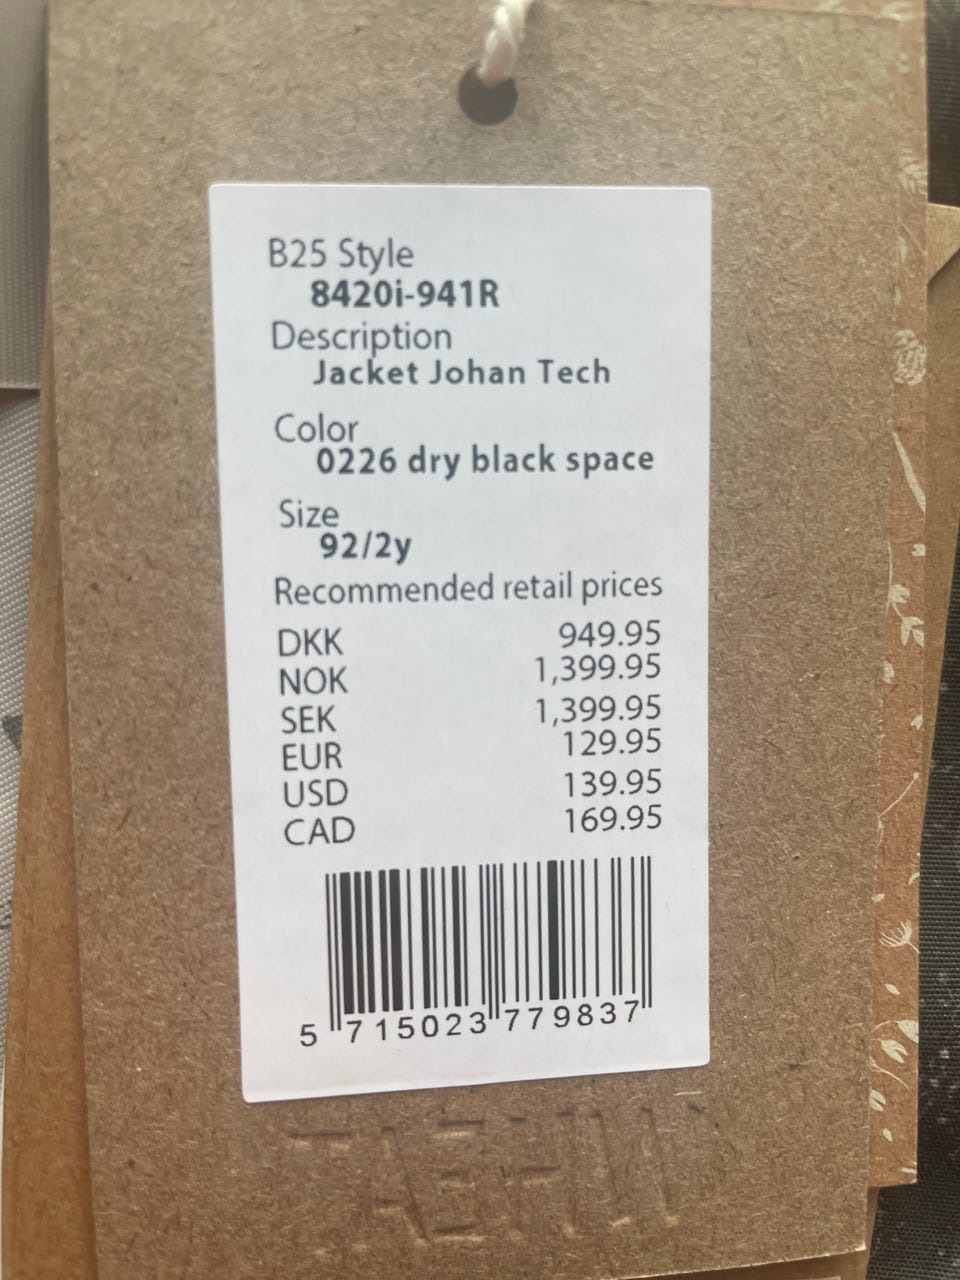 B25 Style
8420i-941R
Description
Jacket Johan Tech
Color
0226 dry black space
Size
92/2y
Recommended retail prices
DKK 949.95
NOK 1,399.95
SEK 1,399.95
EUR 129.95
USD 139.95
CAD 169.95
5 715023 779837